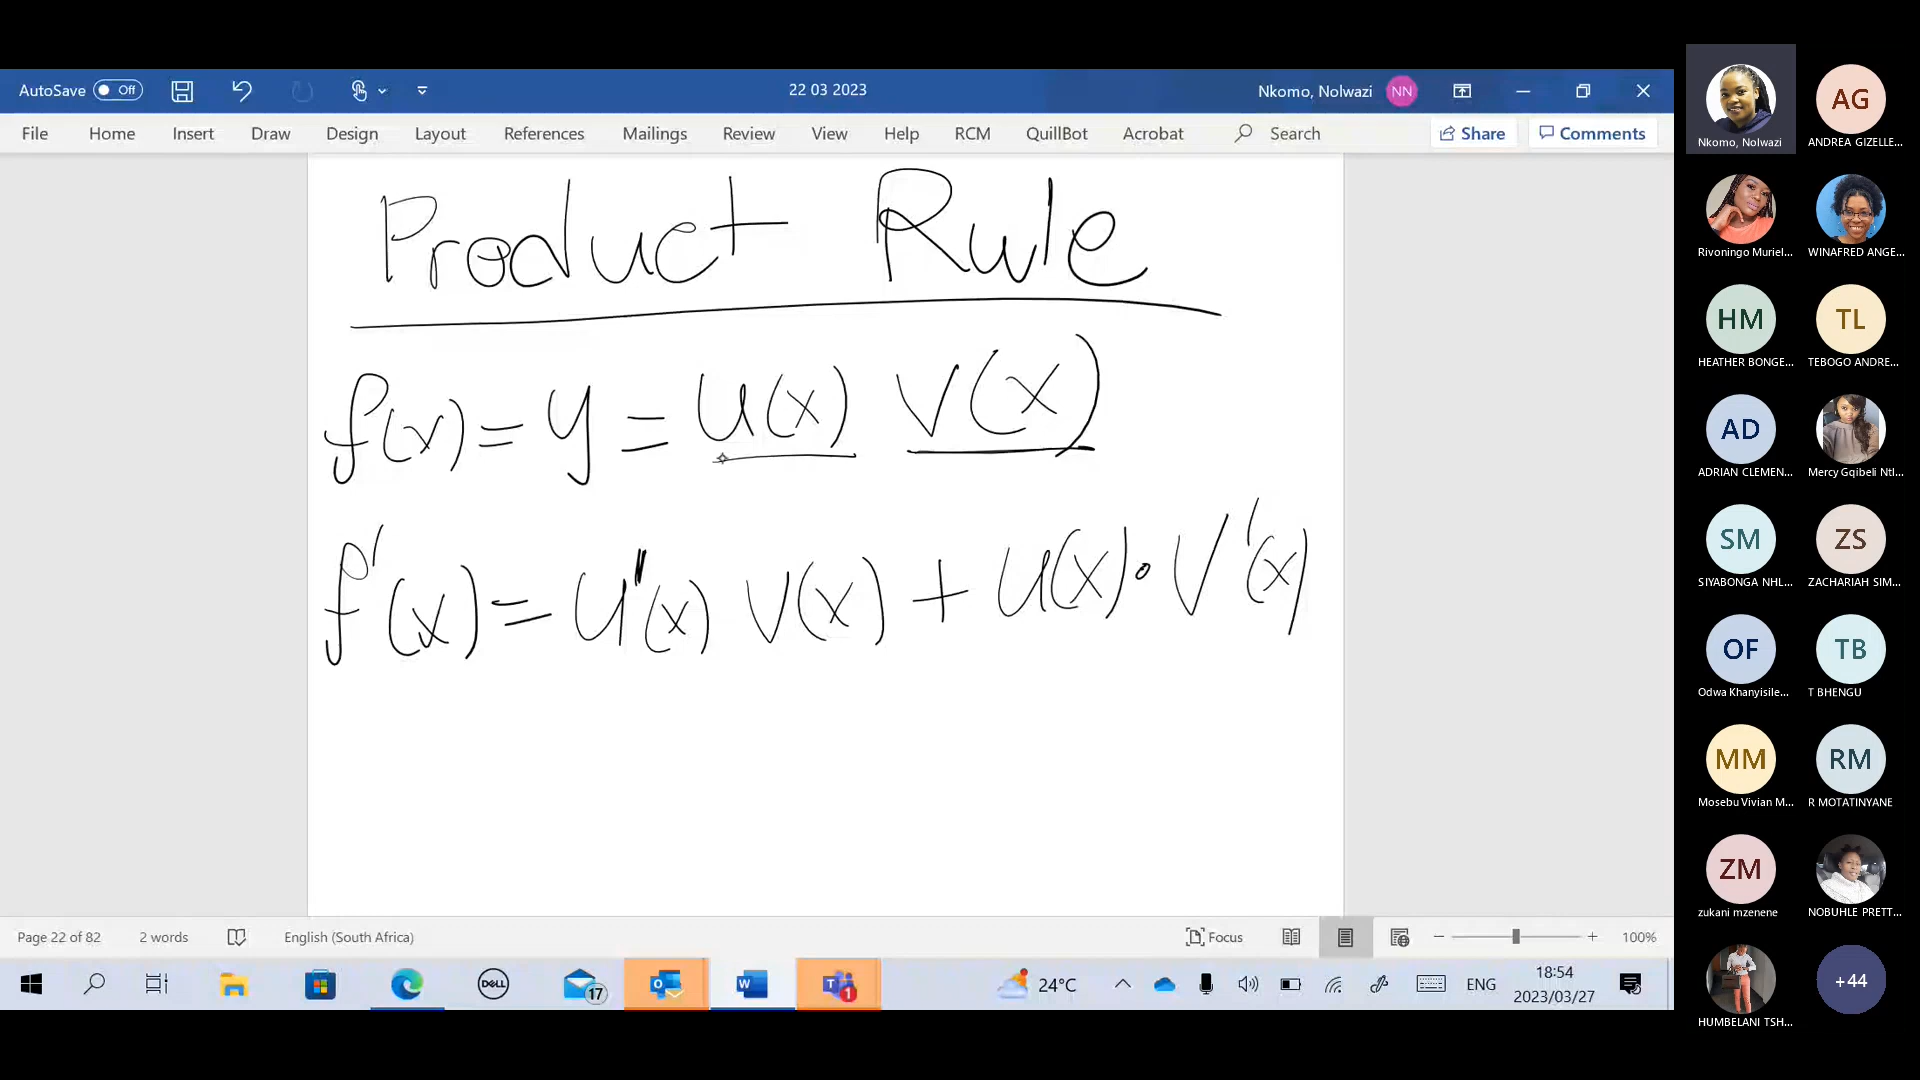 AutoSave Off 22 03 2023 Nkomo, Nolwazi NN
File Home Insert Draw Design Layout References Mailings Review View Help RCM QuillBot Acrobat Search Share Comments
Product Rule
f(x) = y = u(x) v(x)
f'(x) = u'(x) v(x) + u(x) · v'(x)
Page 22 of 82 2 words English (South Africa) Focus 100%
DELL 17 1 24°C ENG 18:54
2023/03/27
Nkomo, Nolwazi
AG
ANDREA GIZELLE...
Rivoningo Muriel...
WINAFRED ANGE...
HM
HEATHER BONGE...
TL
TEBOGO ANDRE...
AD
ADRIAN CLEMEN...
Mercy Gqibeli Ntl...
SM
SIYABONGA NHL...
ZS
ZACHARIAH SIM...
OF
Odwa Khanyisile...
TB
T BHENGU
MM
Mosebu Vivian M...
RM
R MOTATINYANE
ZM
zukani mzenene
NOBUHLE PRETT...
HUMBELANI TSH...
+44